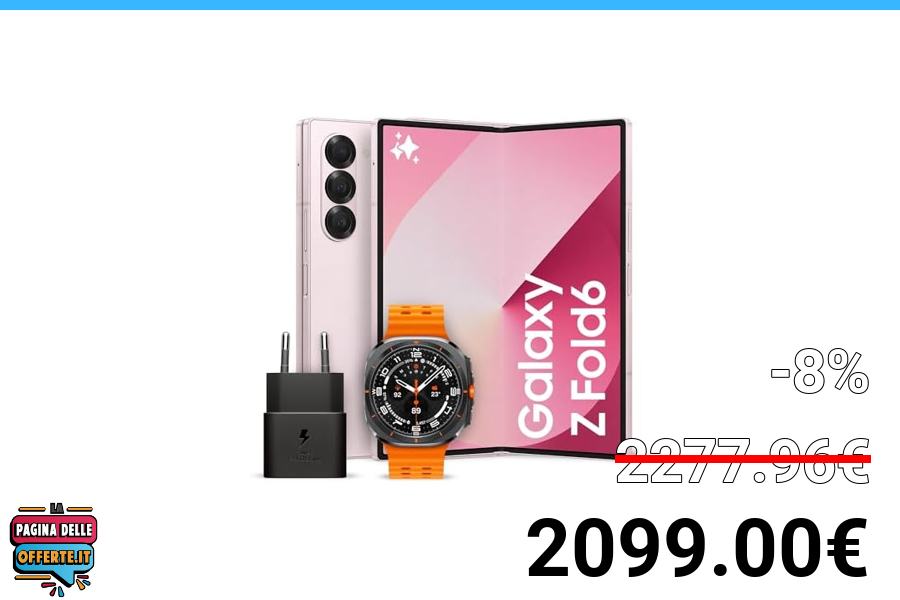 Galaxy
Z Fold6
-8%
2277.96€
2099.00€
LA
PAGINA DELLE
OFFERTE.IT